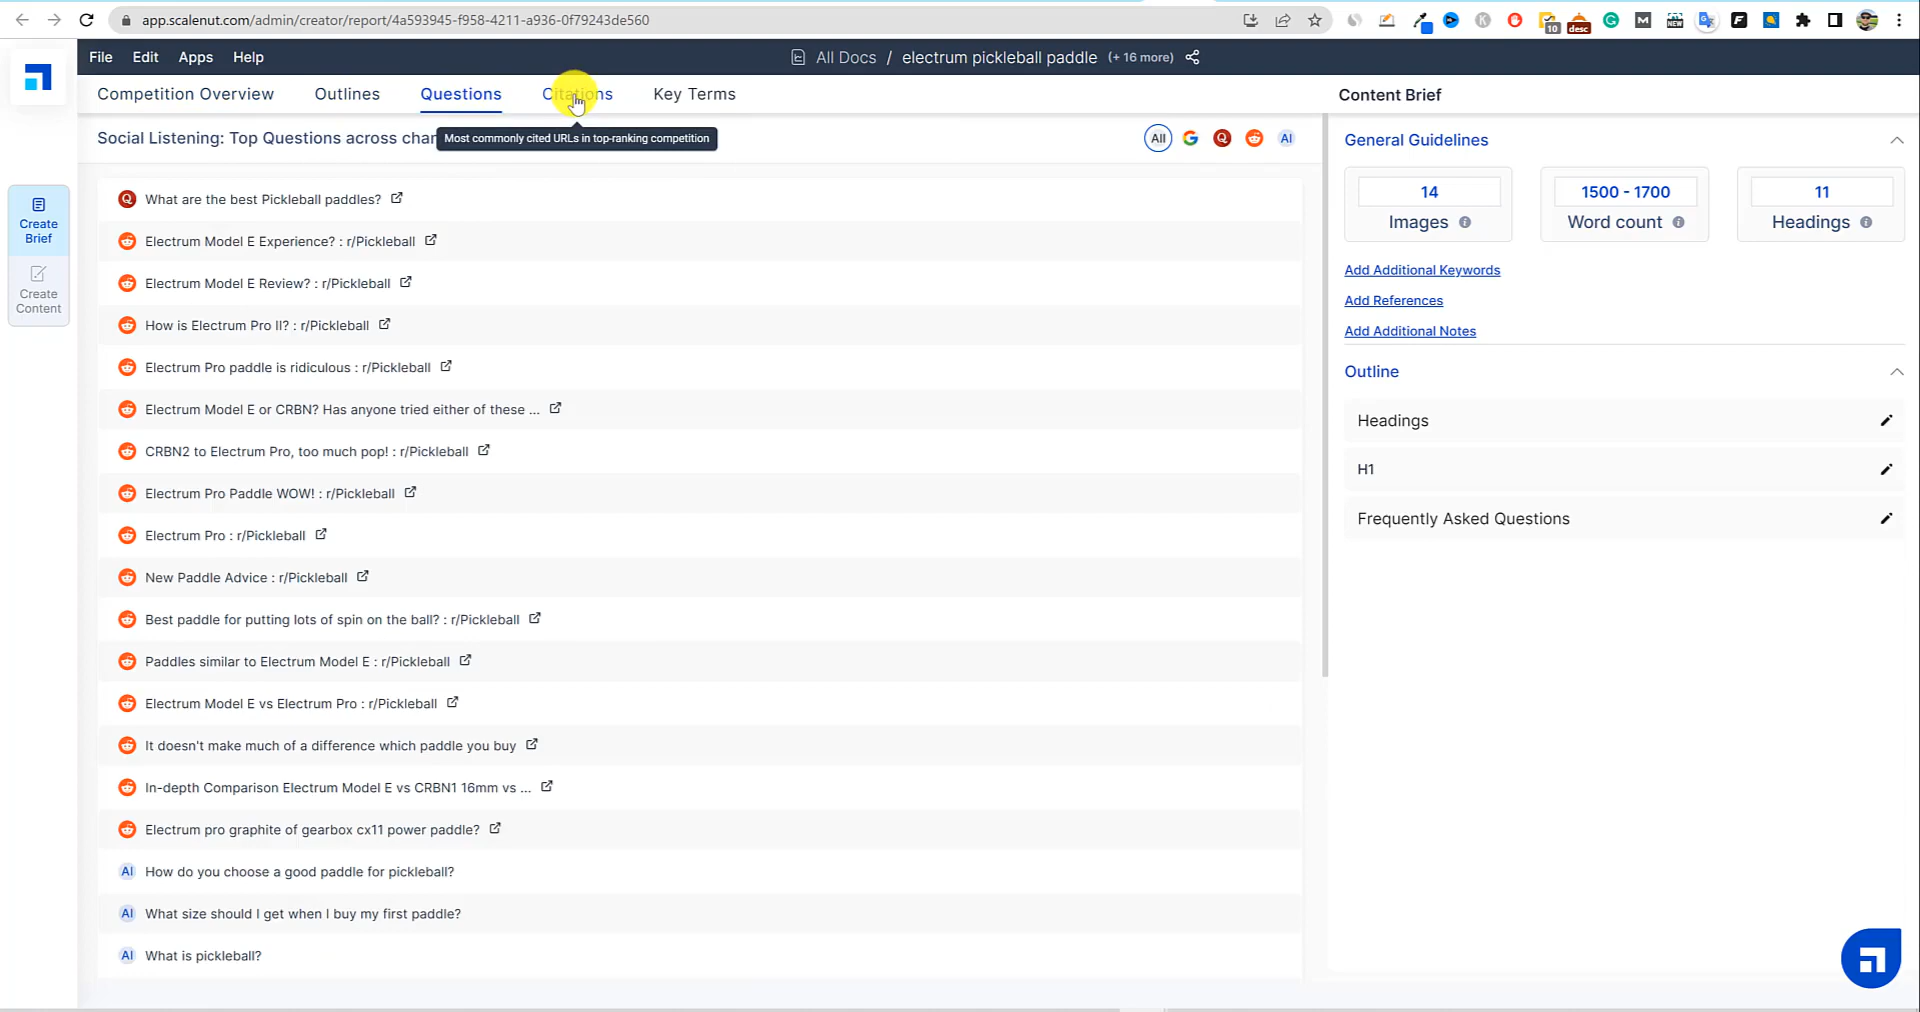 app.scalenut.com/admin/creator/report/4a593945-f958-4211-a936-0f79243de560
10
desc
NEW
File Edit Apps Help
All Docs / electrum pickleball paddle (+ 16 more)
Competition Overview Outlines Questions Citations Key Terms
Content Brief
Social Listening: Top Questions across chan
Most commonly cited URLs in top-ranking competition
All
AI
Create
Brief
Create
Content
Q What are the best Pickleball paddles?
Electrum Model E Experience? : r/Pickleball
Electrum Model E Review? : r/Pickleball
How is Electrum Pro II? : r/Pickleball
Electrum Pro paddle is ridiculous : r/Pickleball
Electrum Model E or CRBN? Has anyone tried either of these ...
CRBN2 to Electrum Pro, too much pop! : r/Pickleball
Electrum Pro Paddle WOW! : r/Pickleball
Electrum Pro : r/Pickleball
New Paddle Advice : r/Pickleball
Best paddle for putting lots of spin on the ball? : r/Pickleball
Paddles similar to Electrum Model E : r/Pickleball
Electrum Model E vs Electrum Pro : r/Pickleball
It doesn't make much of a difference which paddle you buy
In-depth Comparison Electrum Model E vs CRBN1 16mm vs ...
Electrum pro graphite of gearbox cx11 power paddle?
AI How do you choose a good paddle for pickleball?
AI What size should I get when I buy my first paddle?
AI What is pickleball?
General Guidelines
14
Images
1500 - 1700
Word count
11
Headings
Add Additional Keywords
Add References
Add Additional Notes
Outline
Headings
H1
Frequently Asked Questions